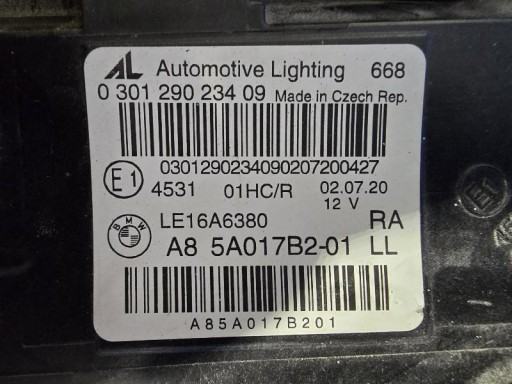 AL Automotive Lighting 668
0 301 290 234 09 Made in Czech Rep.
0301290234090207200427
E1 4531 01HC/R 02.07.20
12 V
BMW LE16A6380 RA
A8 5A017B2-01 LL
A85A017B201